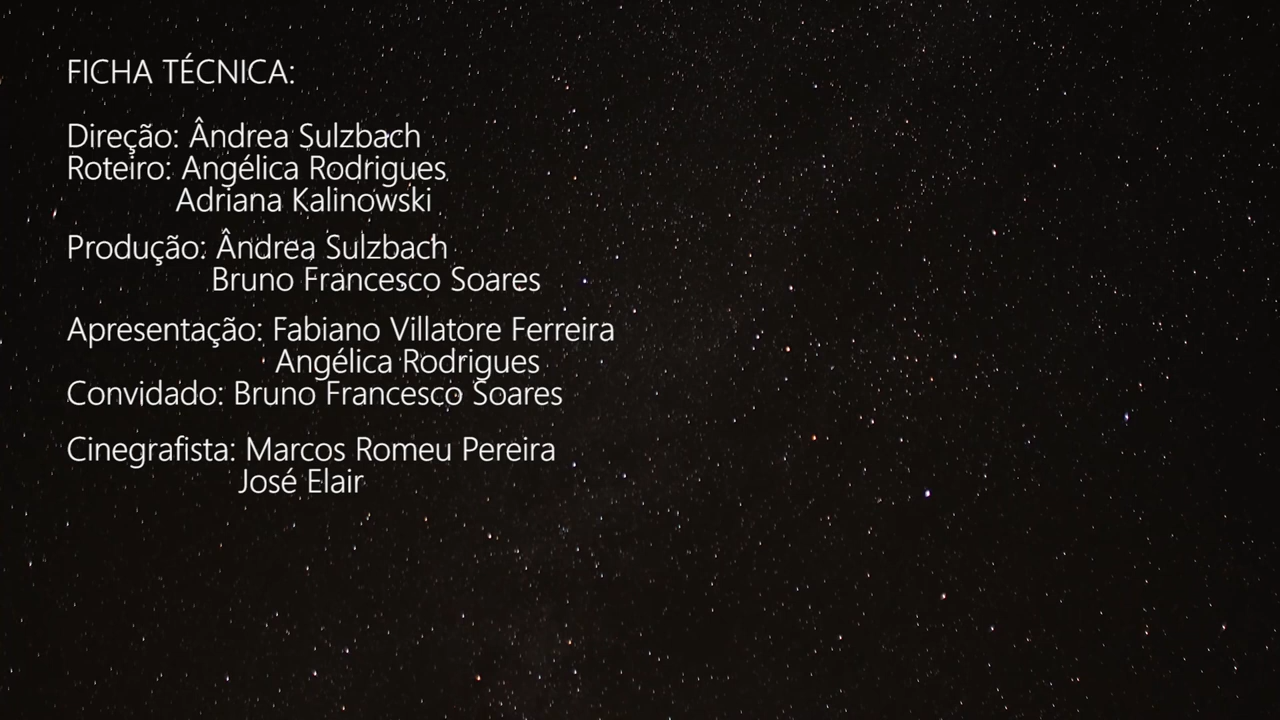 FICHA TÉCNICA:
Direção: Ândrea Sulzbach
Roteiro: Angélica Rodrigues
Adriana Kalinowski
Produção: Ândrea Sulzbach
Bruno Francesco Soares
Apresentação: Fabiano Villatore Ferreira
Angélica Rodrigues
Convidado: Bruno Francesco Soares
Cinegrafista: Marcos Romeu Pereira
José Elair